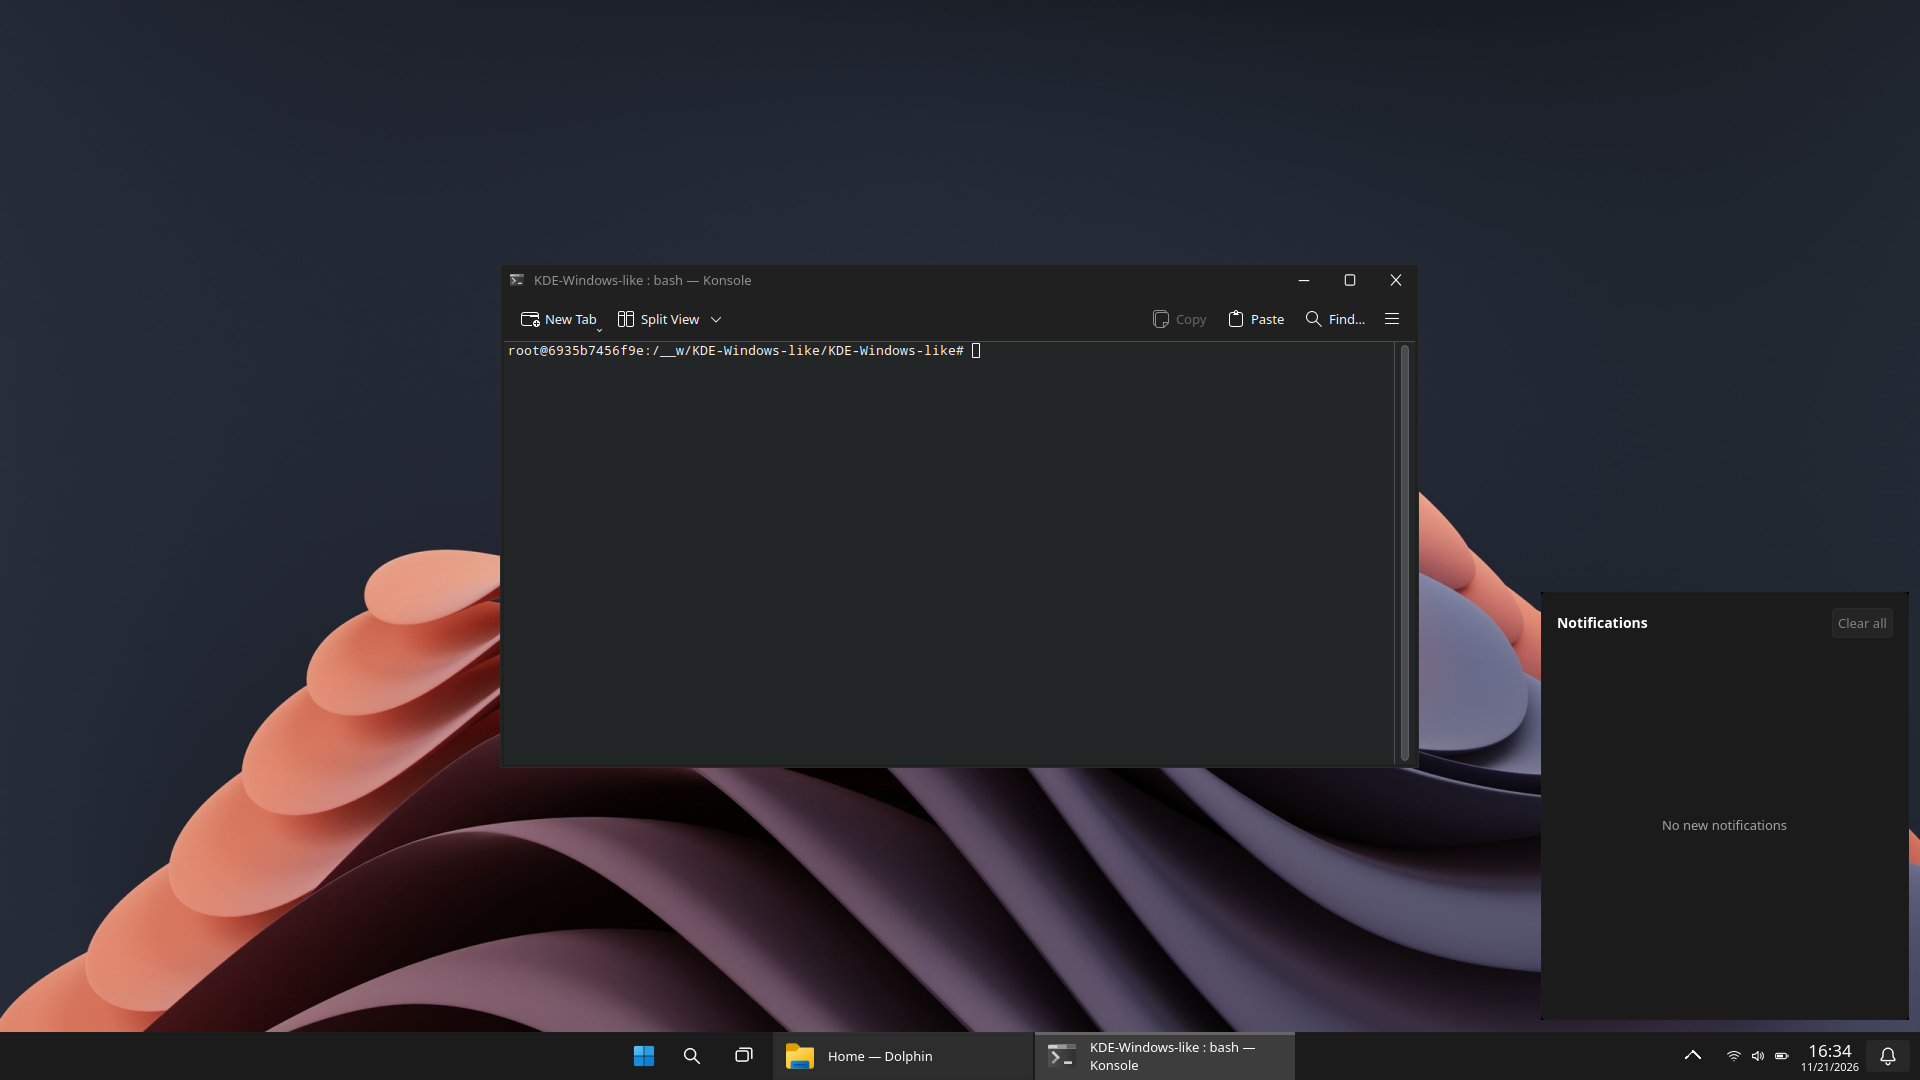 KDE-Windows-like : bash — Konsole
New Tab Split View Copy Paste Find...
root@6935b7456f9e:/__w/KDE-Windows-like/KDE-Windows-like#
Notifications Clear all
No new notifications
Home — Dolphin
KDE-Windows-like : bash —
Konsole
16:34
11/21/2026